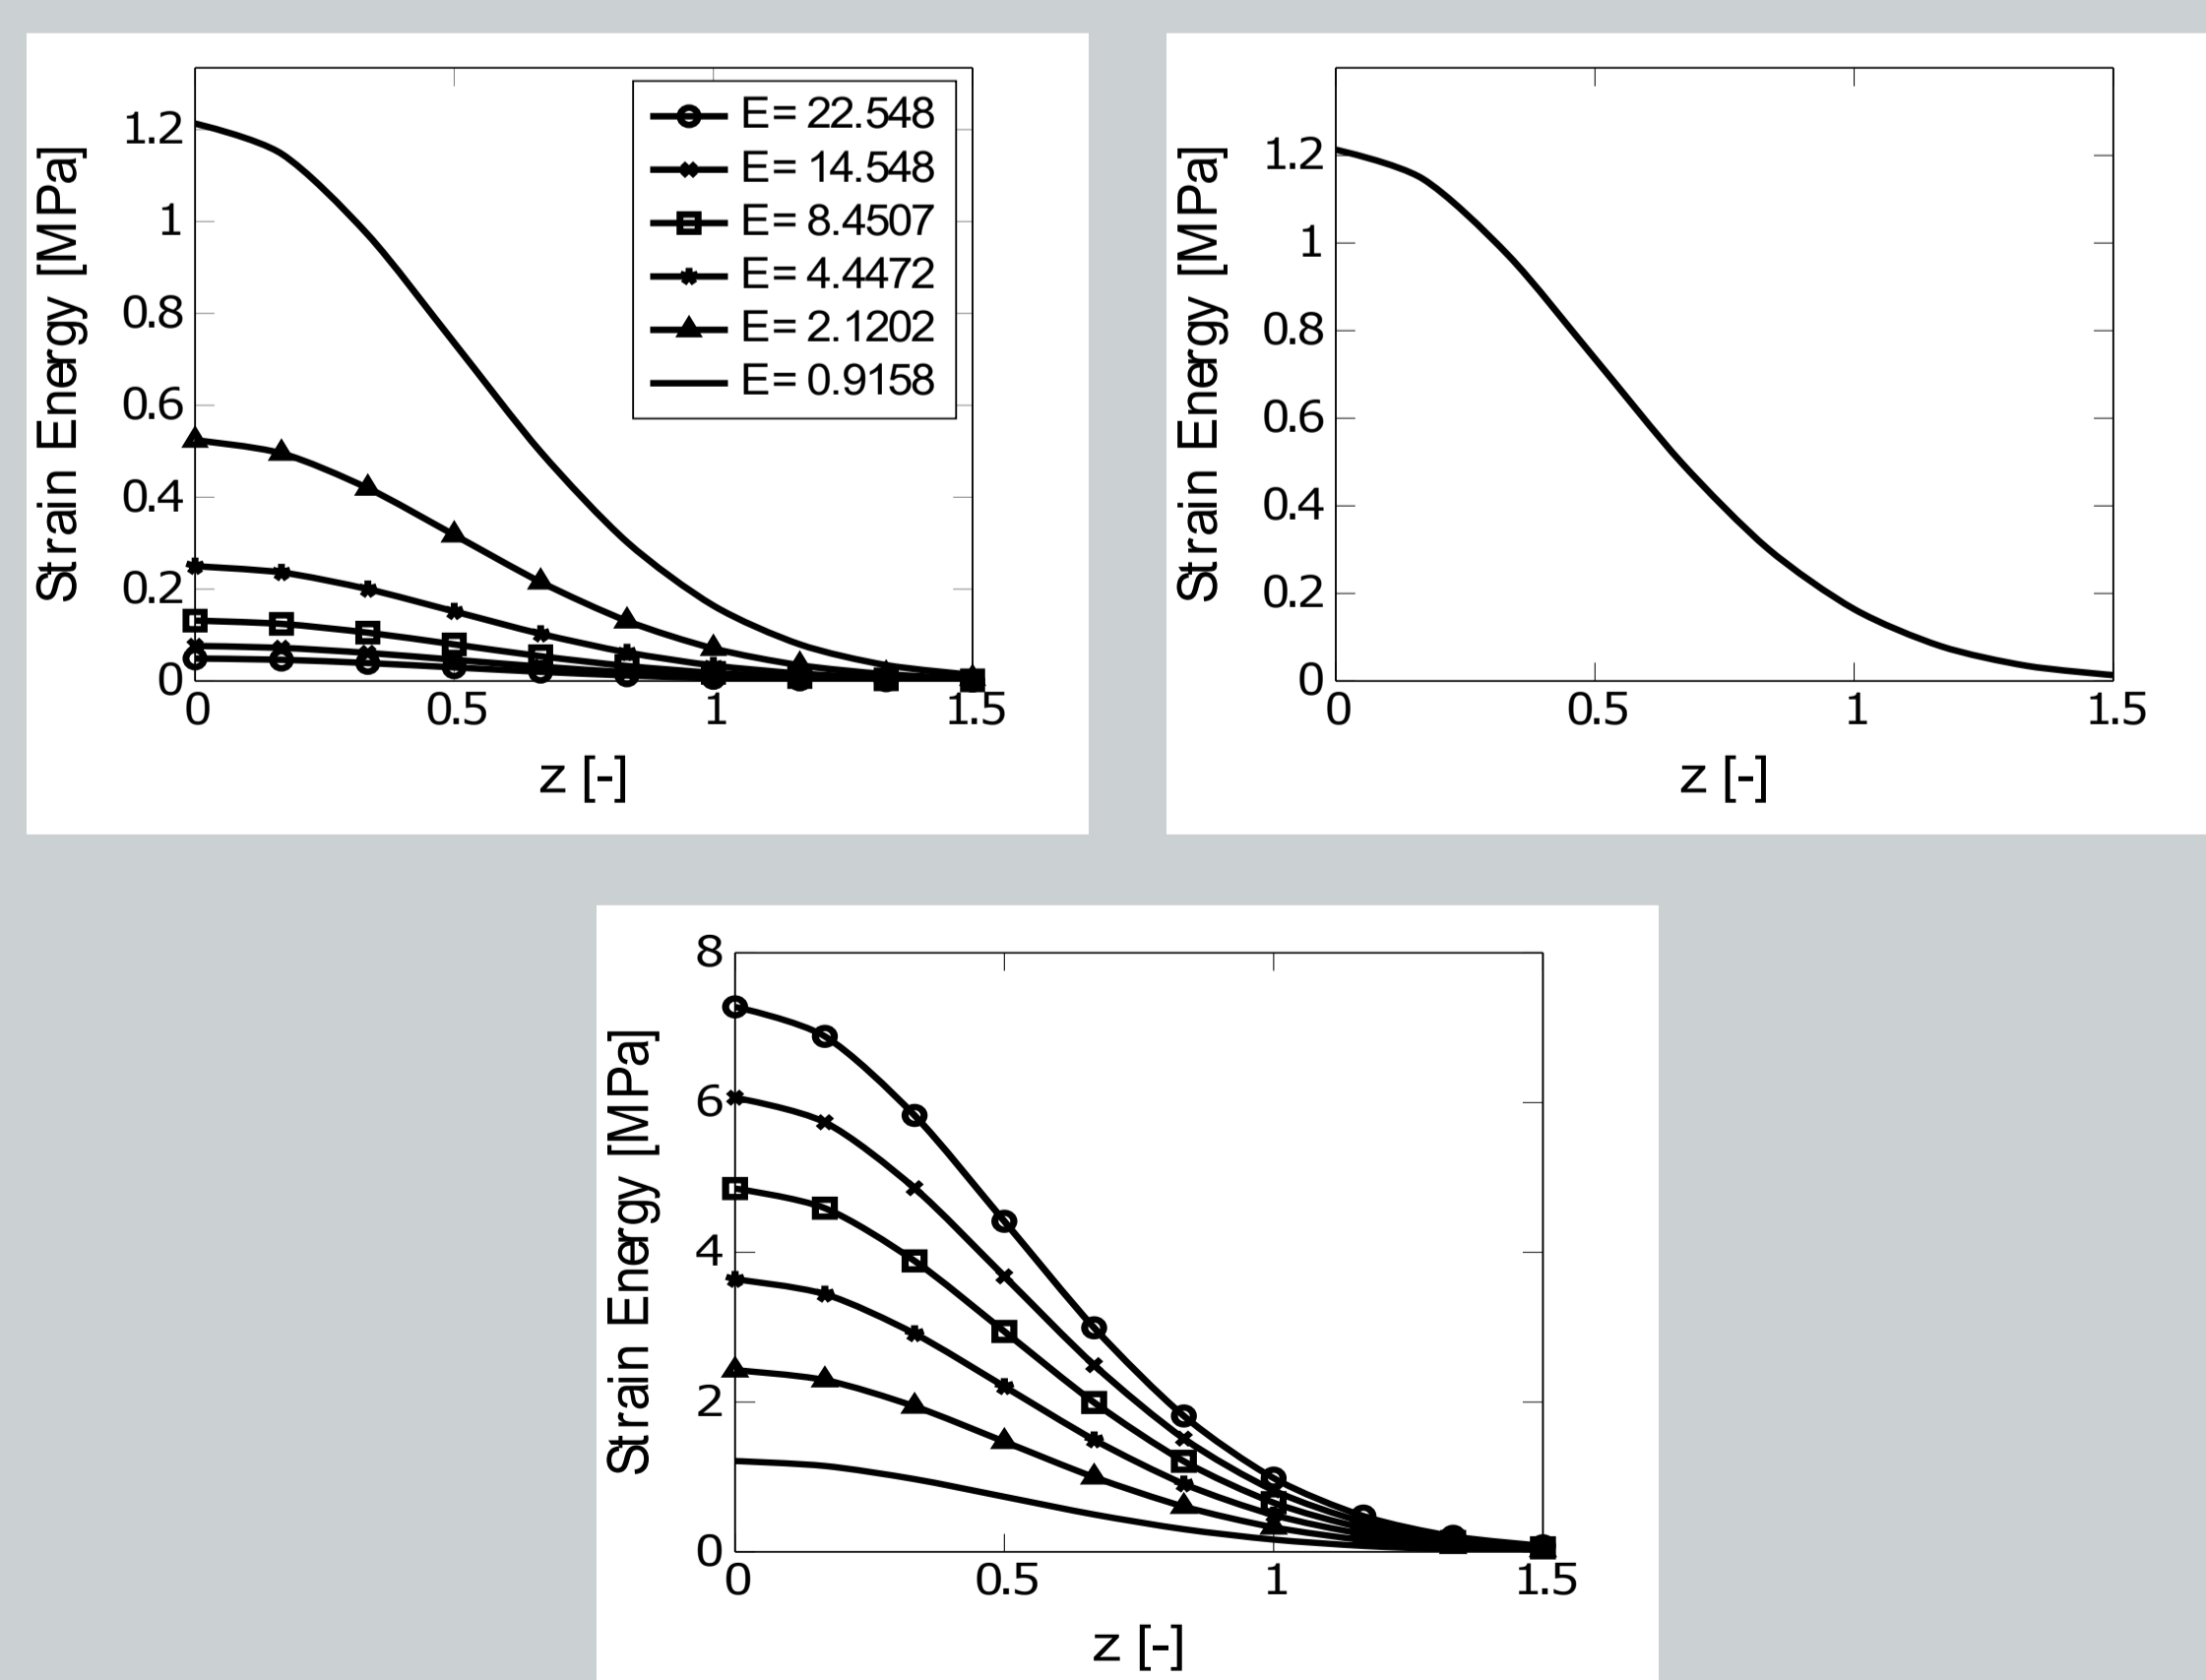 Strain Energy [MPa]
1.2
1
0.8
0.6
0.4
0.2
0
0 0.5 1 1.5
z [-]
E= 22.548
E= 14.548
E= 8.4507
E= 4.4472
E= 2.1202
E= 0.9158
Strain Energy [MPa]
1.2
1
0.8
0.6
0.4
0.2
0
0 0.5 1 1.5
z [-]
Strain Energy [MPa]
8
6
4
2
0
0 0.5 1 1.5
z [-]